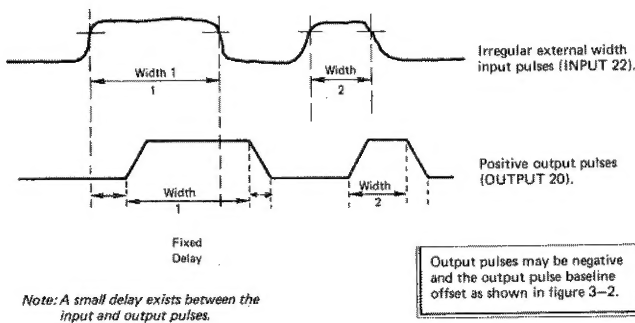 Width 1
1
Width
2
Irregular external width
input pulses (INPUT 22).
Width
1
Width
2
Positive output pulses
(OUTPUT 20).
Fixed
Delay
Note: A small delay exists between the
input and output pulses.
Output pulses may be negative
and the output pulse baseline
offset as shown in figure 3—2.